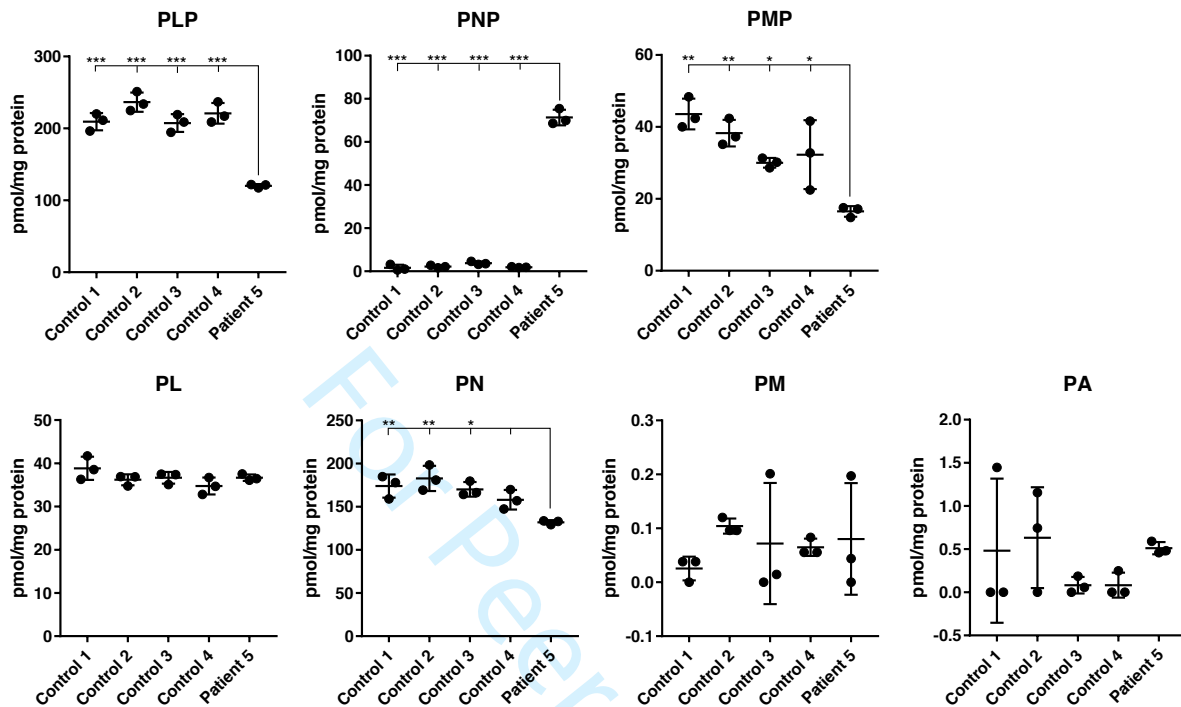 PLP
pmol/mg protein
300
200
100
0
*** *** *** ***
Control 1
Control 2
Control 3
Control 4
Patient 5
PNP
pmol/mg protein
100
80
60
40
20
0
*** *** *** ***
Control 1
Control 2
Control 3
Control 4
Patient 5
PMP
pmol/mg protein
60
40
20
0
** ** * *
Control 1
Control 2
Control 3
Control 4
Patient 5
PL
pmol/mg protein
50
40
30
20
10
0
Control 1
Control 2
Control 3
Control 4
Patient 5
PN
pmol/mg protein
250
200
150
100
50
0
** ** *
Control 1
Control 2
Control 3
Control 4
Patient 5
PM
pmol/mg protein
0.3
0.2
0.1
0.0
-0.1
Control 1
Control 2
Control 3
Control 4
Patient 5
PA
pmol/mg protein
2.0
1.5
1.0
0.5
0.0
-0.5
Control 1
Control 2
Control 3
Control 4
Patient 5
For Peer